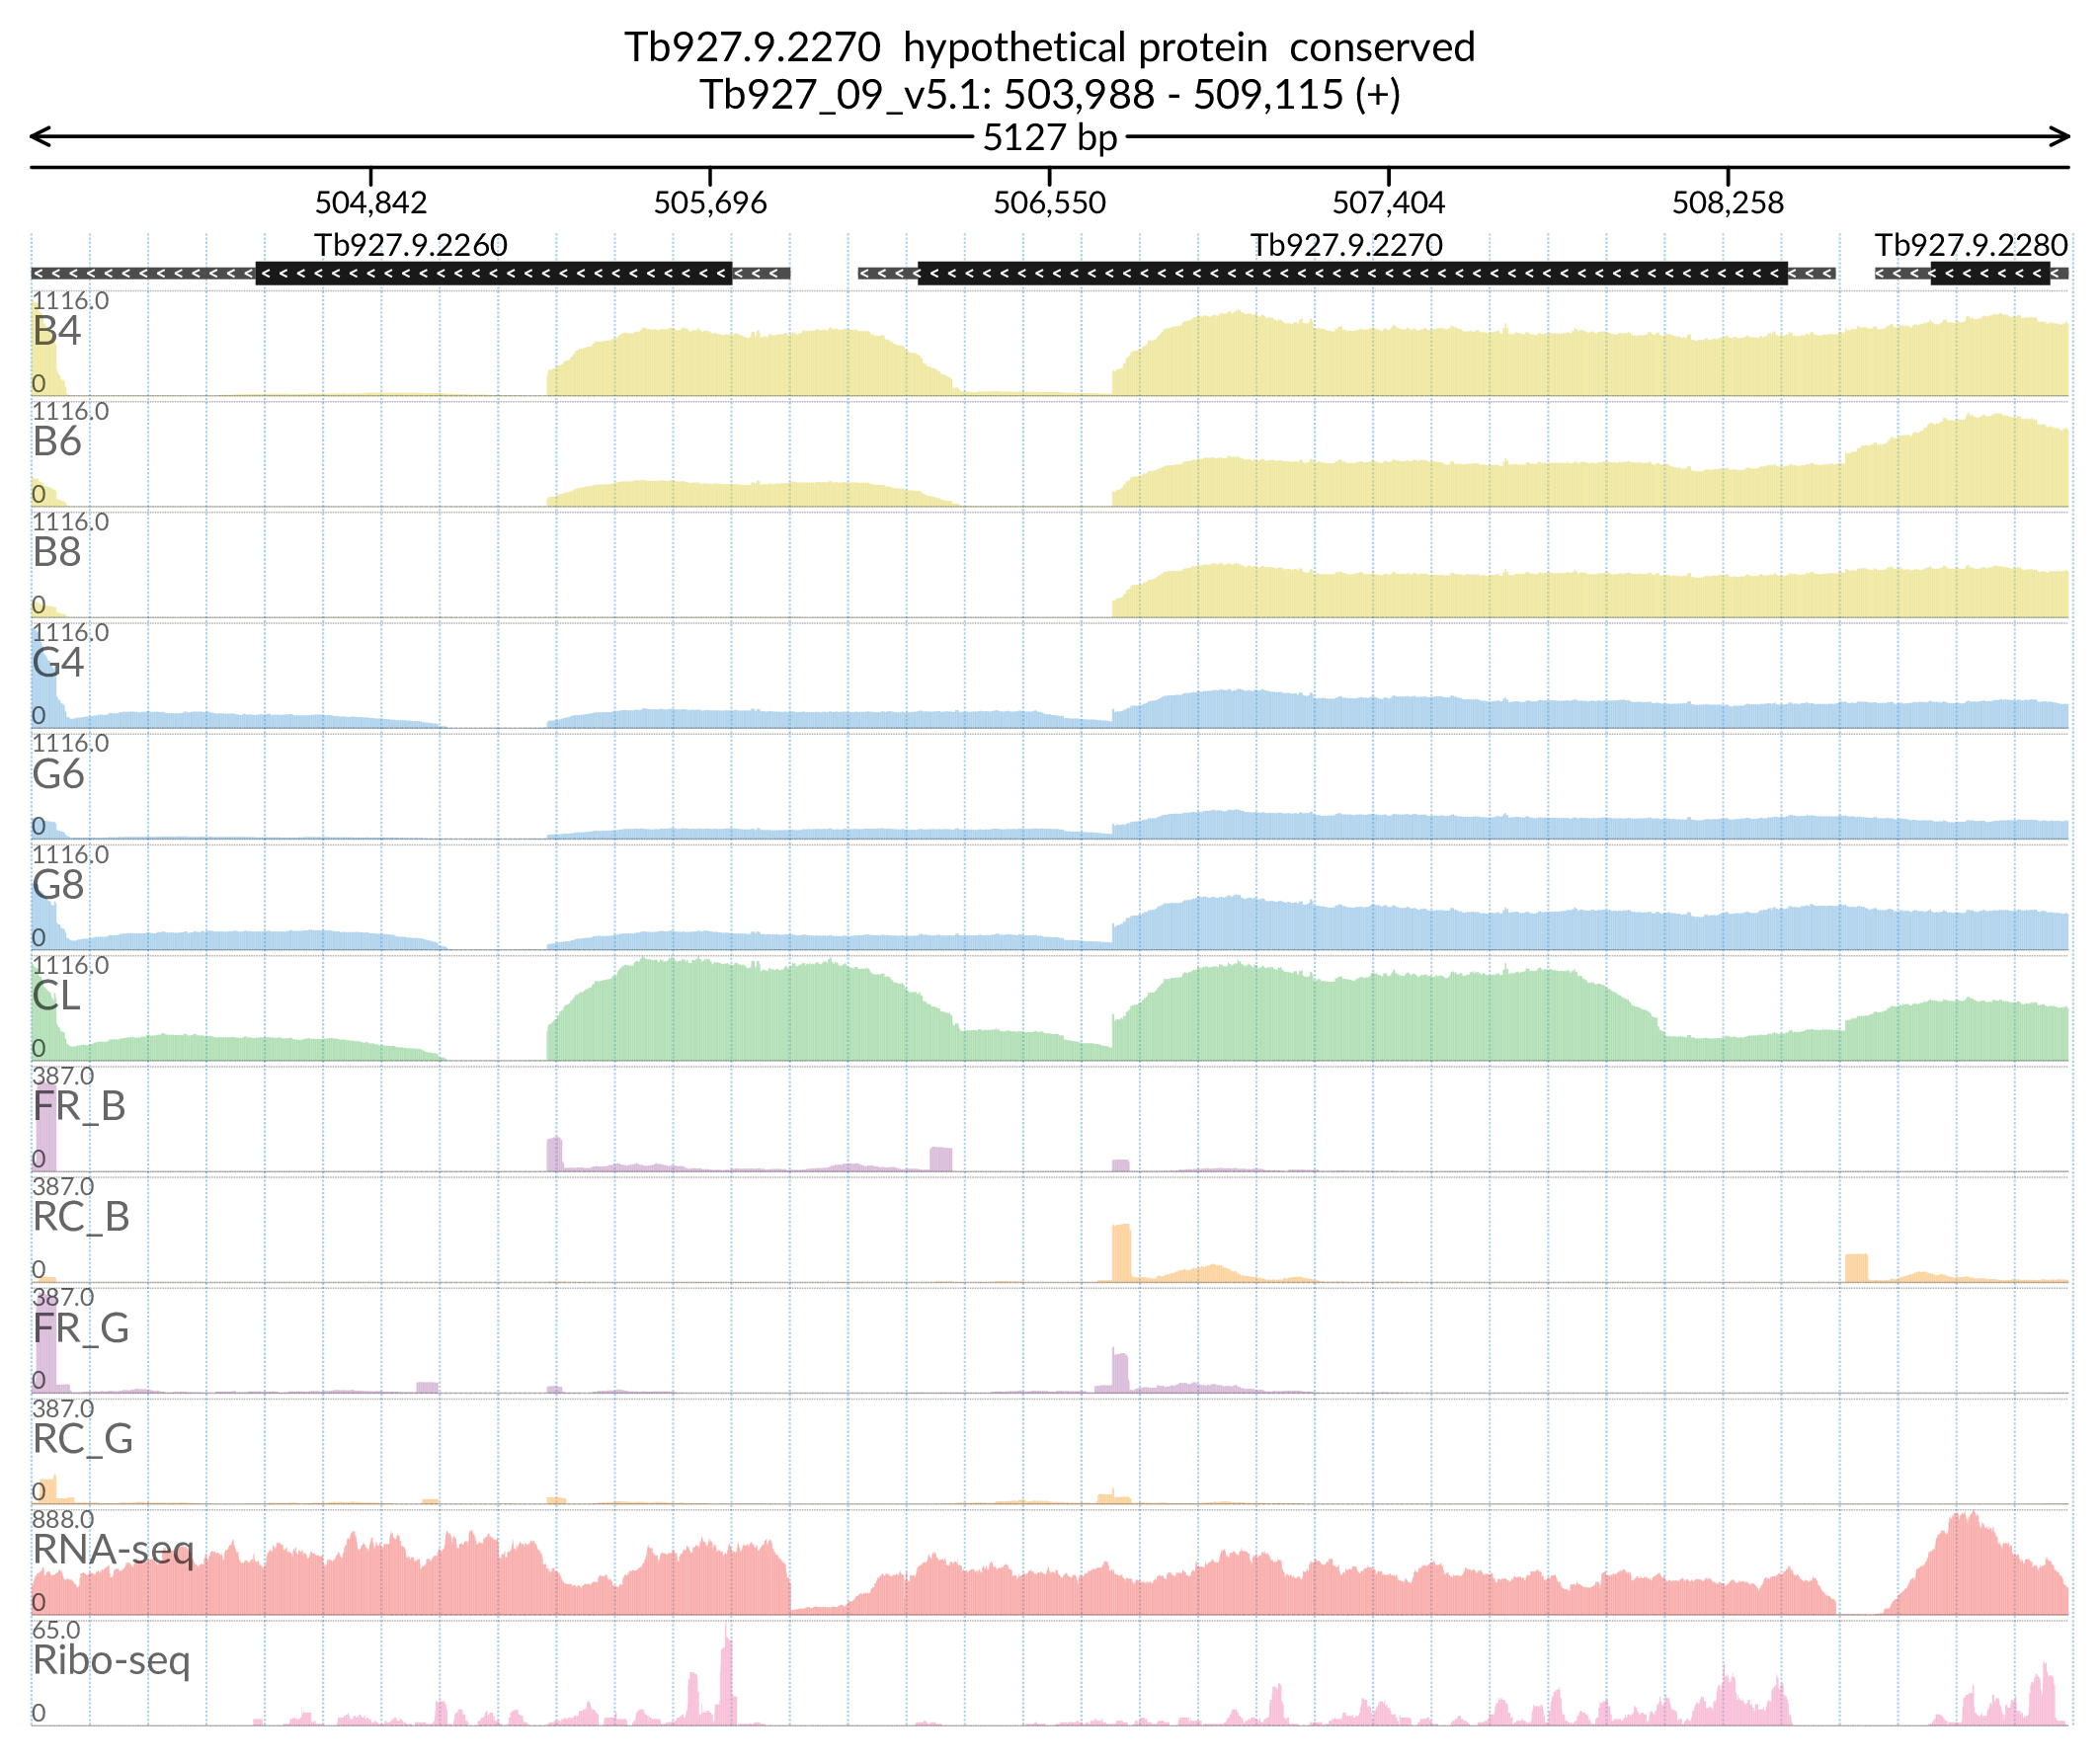 Tb927.9.2270  hypothetical protein  conserved
Tb927_09_v5.1: 503,988 - 509,115 (+)
5127 bp
504,842 505,696 506,550 507,404 508,258
Tb927.9.2260 Tb927.9.2270 Tb927.9.2280
1116.0
B4
0
1116.0
B6
0
1116.0
B8
0
1116.0
G4
0
1116.0
G6
0
1116.0
G8
0
1116.0
CL
0
387.0
FR_B
0
387.0
RC_B
0
387.0
FR_G
0
387.0
RC_G
0
888.0
RNA-seq
0
65.0
Ribo-seq
0